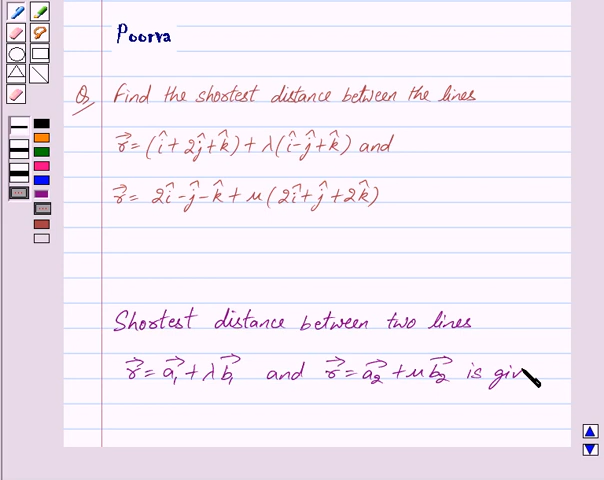 Poorva
Q, Find the shortest distance between the lines
r⃗ = (î + 2ĵ + k̂) + λ(î - ĵ + k̂) and
r⃗ = 2î - ĵ - k̂ + μ(2î + ĵ + 2k̂)
Shortest distance between two lines
r⃗ = a⃗₁ + λb⃗₁ and r⃗ = a⃗₂ + μb⃗₂ is giv